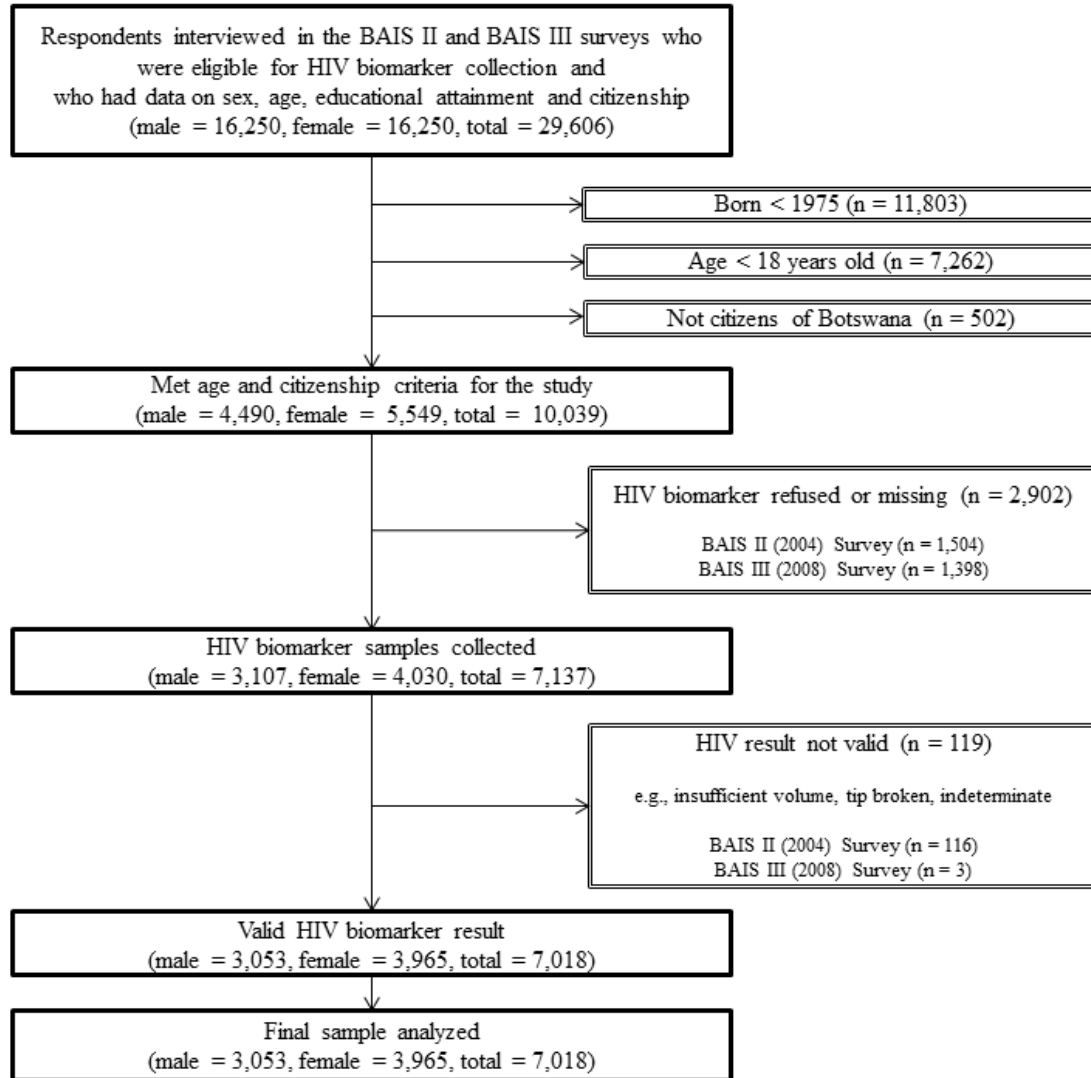 Respondents interviewed in the BAIS II and BAIS III surveys who
were eligible for HIV biomarker collection and
who had data on sex, age, educational attainment and citizenship
(male = 16,250, female = 16,250, total = 29,606)
Born < 1975 (n = 11,803)
Age < 18 years old (n = 7,262)
Not citizens of Botswana (n = 502)
Met age and citizenship criteria for the study
(male = 4,490, female = 5,549, total = 10,039)
HIV biomarker refused or missing (n = 2,902)
BAIS II (2004) Survey (n = 1,504)
BAIS III (2008) Survey (n = 1,398)
HIV biomarker samples collected
(male = 3,107, female = 4,030, total = 7,137)
HIV result not valid (n = 119)
e.g., insufficient volume, tip broken, indeterminate
BAIS II (2004) Survey (n = 116)
BAIS III (2008) Survey (n = 3)
Valid HIV biomarker result
(male = 3,053, female = 3,965, total = 7,018)
Final sample analyzed
(male = 3,053, female = 3,965, total = 7,018)